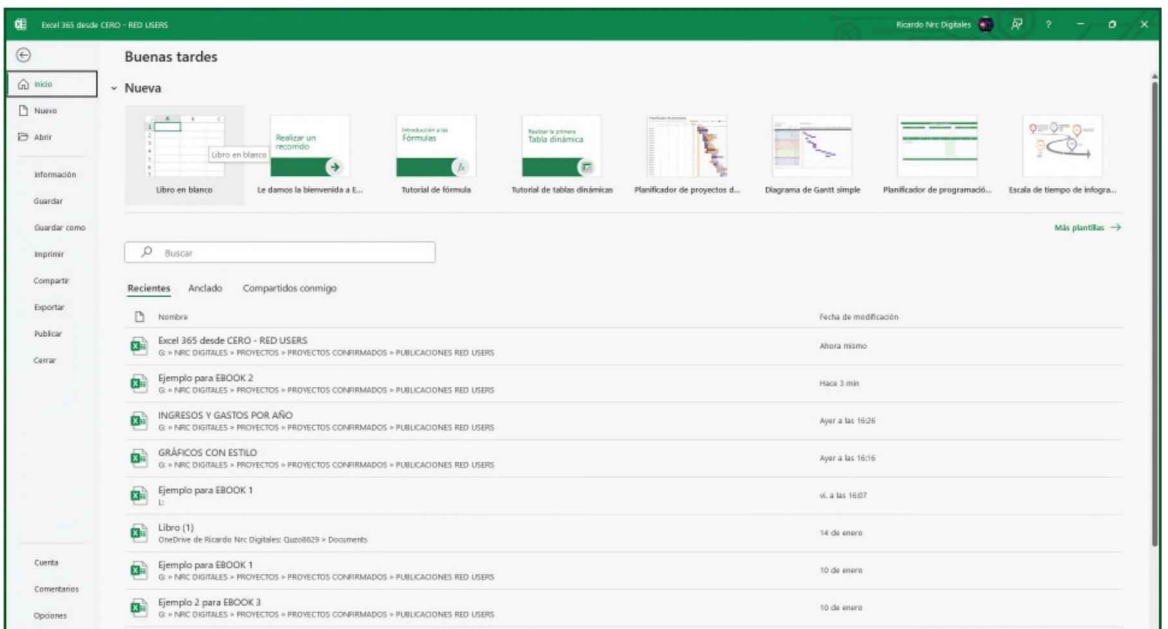 Excel 365 desde CERO - RED USERS
Ricardo Nrc Digitales
?
Inicio
Nuevo
Abrir
Información
Guardar
Guardar como
Imprimir
Compartir
Exportar
Publicar
Cerrar
Cuenta
Comentarios
Opciones
Buenas tardes
Nueva
Libro en blanco
Libro en blanco
Realizar un
recorrido
Le damos la bienvenida a E...
Introducción a las
Fórmulas
fx
Tutorial de fórmula
Realizar la primera
Tabla dinámica
Tutorial de tablas dinámicas
Planificador de proyectos d...
Diagrama de Gantt simple
Planificador de programació...
Escala de tiempo de infogra...
Más plantillas
Buscar
Recientes Anclado Compartidos conmigo
Nombre Fecha de modificación
Excel 365 desde CERO - RED USERS Ahora mismo
G: » NRC DIGITALES » PROYECTOS » PROYECTOS CONFIRMADOS » PUBLICACIONES RED USERS
Ejemplo para EBOOK 2 Hace 3 min
G: » NRC DIGITALES » PROYECTOS » PROYECTOS CONFIRMADOS » PUBLICACIONES RED USERS
INGRESOS Y GASTOS POR AÑO Ayer a las 16:26
G: » NRC DIGITALES » PROYECTOS » PROYECTOS CONFIRMADOS » PUBLICACIONES RED USERS
GRÁFICOS CON ESTILO Ayer a las 16:16
G: » NRC DIGITALES » PROYECTOS » PROYECTOS CONFIRMADOS » PUBLICACIONES RED USERS
Ejemplo para EBOOK 1 vi. a las 16:07
L:
Libro (1) 14 de enero
OneDrive de Ricardo Nrc Digitales: Quzo8629 » Documents
Ejemplo para EBOOK 1 10 de enero
G: » NRC DIGITALES » PROYECTOS » PROYECTOS CONFIRMADOS » PUBLICACIONES RED USERS
Ejemplo 2 para EBOOK 3 10 de enero
G: » NRC DIGITALES » PROYECTOS » PROYECTOS CONFIRMADOS » PUBLICACIONES RED USERS